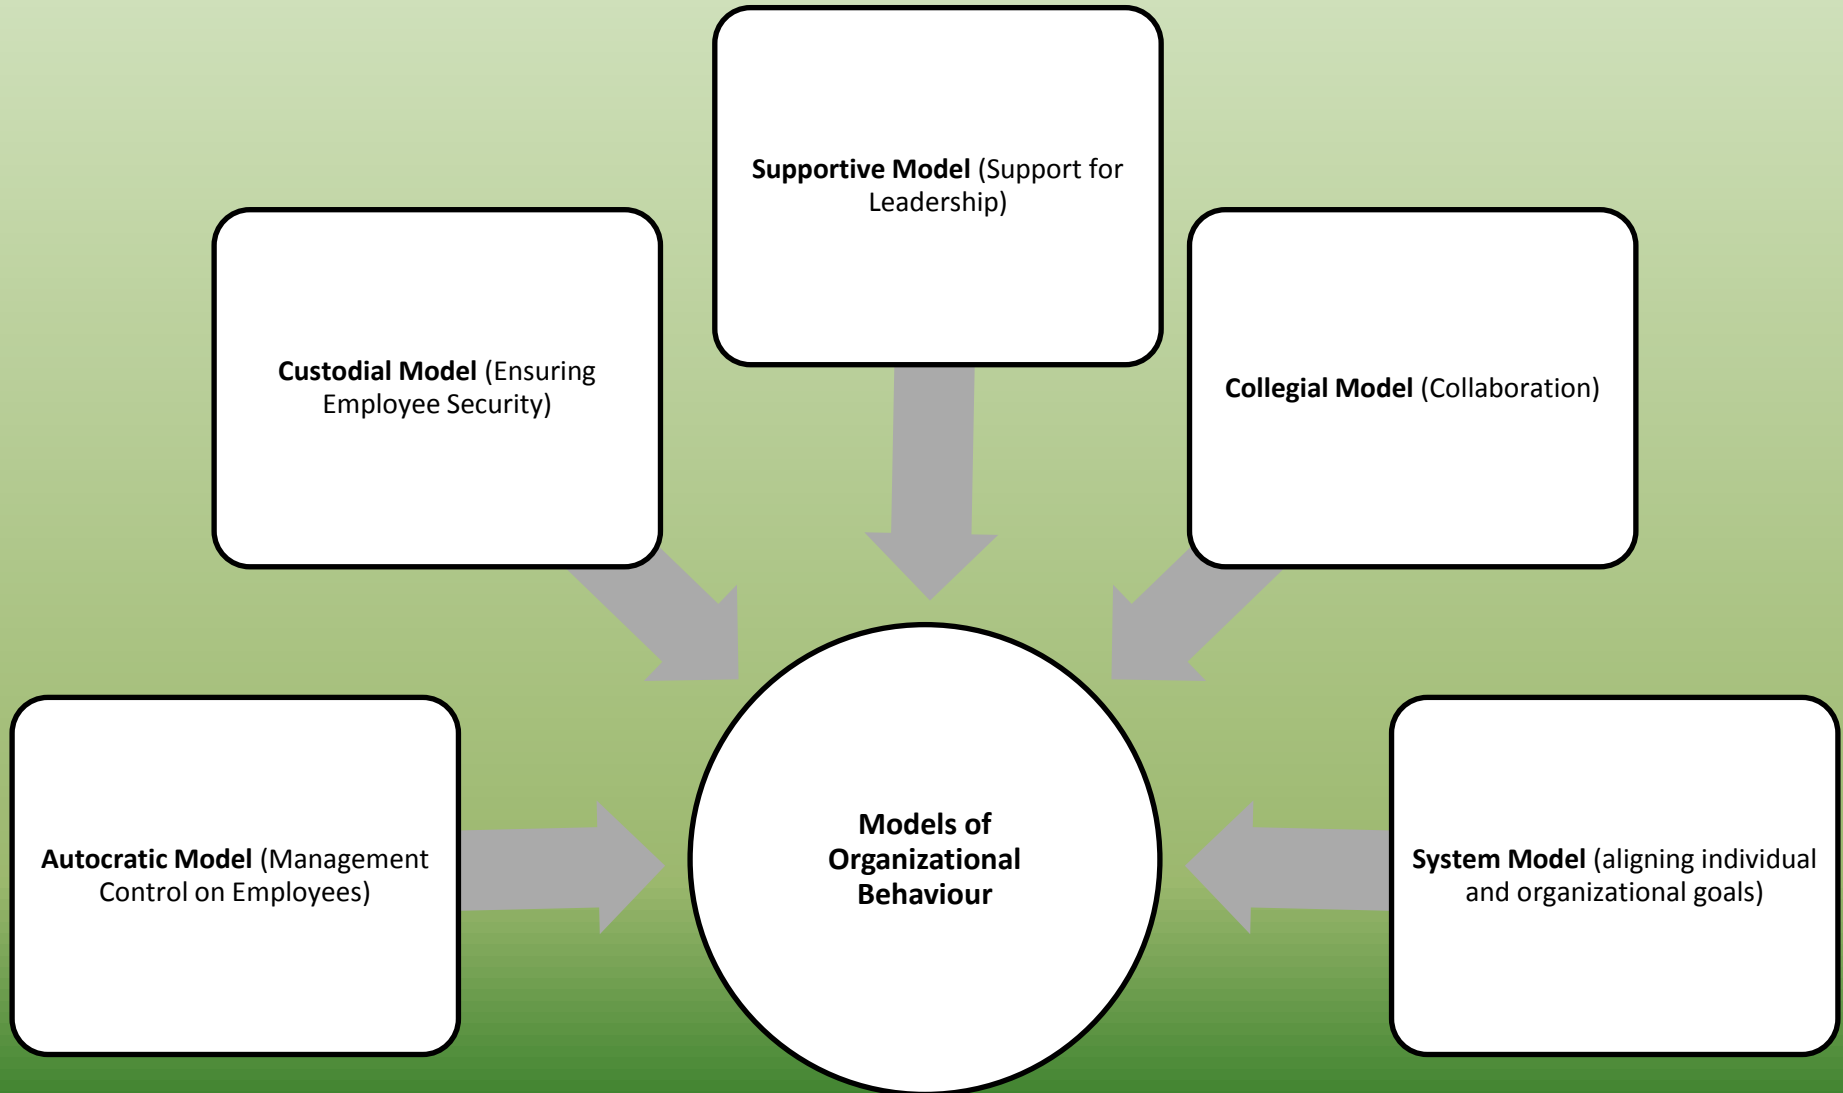 Supportive Model (Support for
Leadership)
Custodial Model (Ensuring
Employee Security)
Collegial Model (Collaboration)
Autocratic Model (Management
Control on Employees)
Models of
Organizational
Behaviour
System Model (aligning individual
and organizational goals)